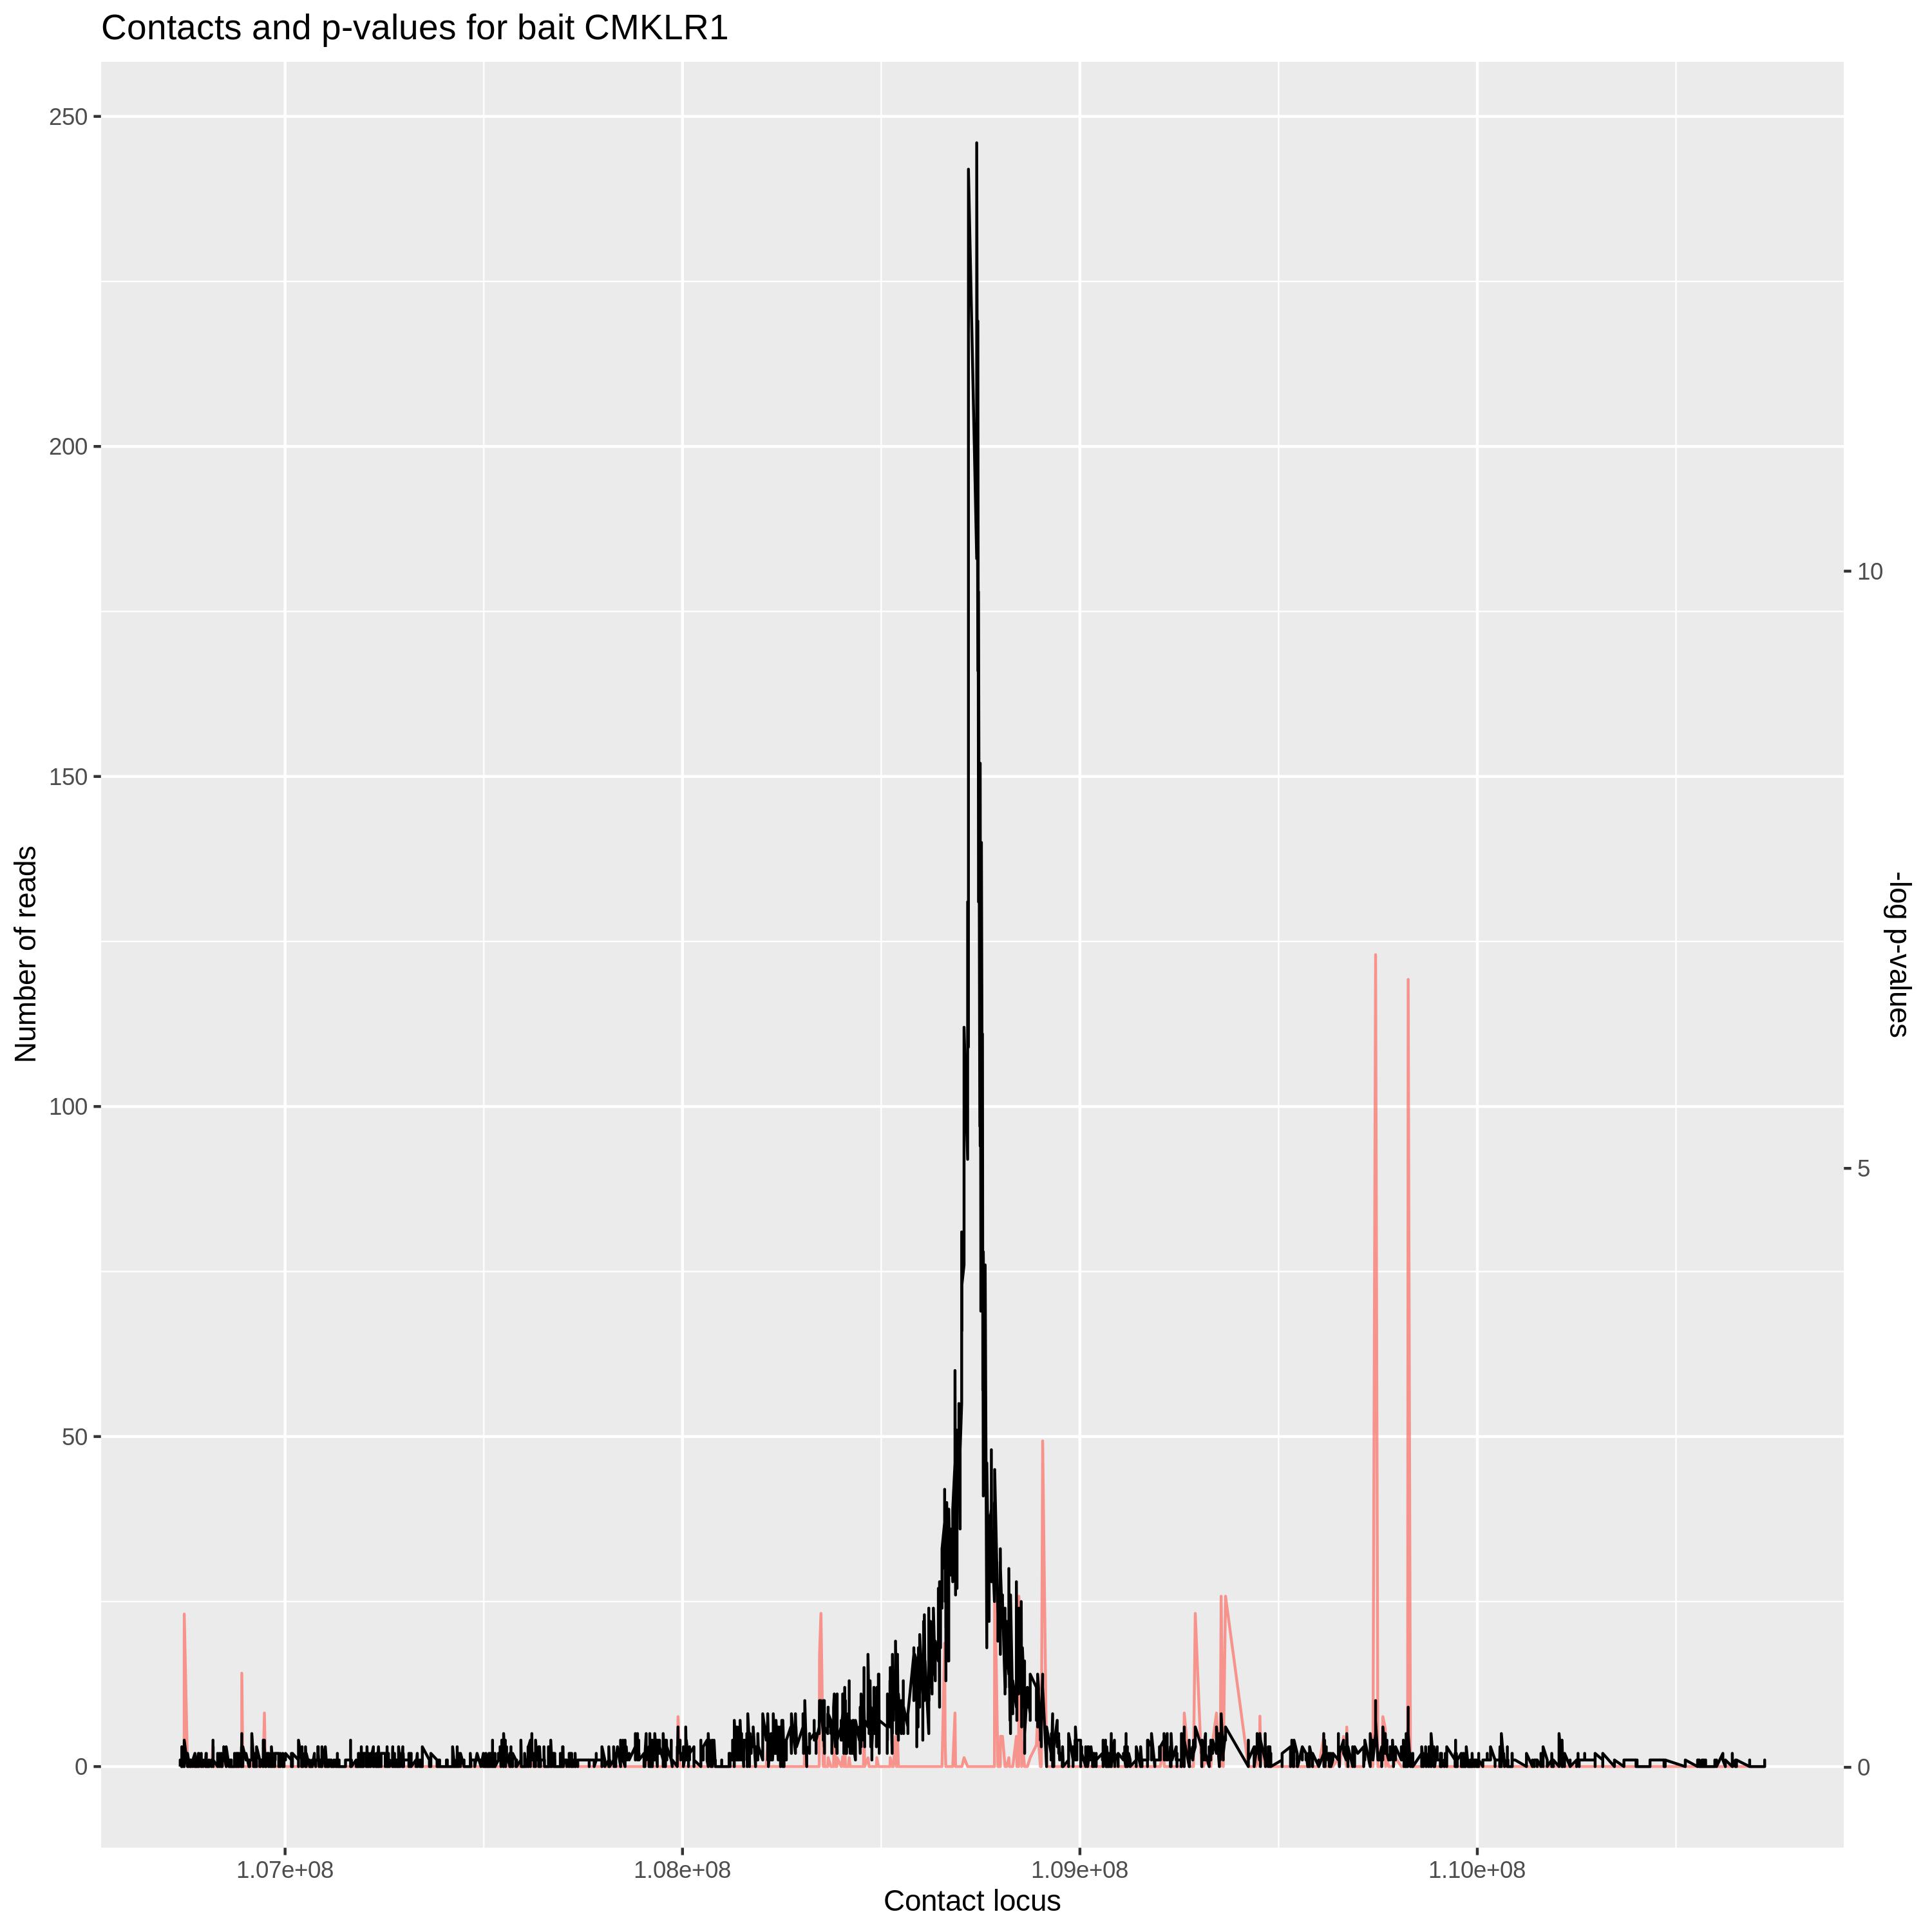 Contacts and p-values for bait CMKLR1
250
200
150
100
50
0
Number of reads
10
5
0
-log p-values
1.07e+08
1.08e+08
1.09e+08
1.10e+08
Contact locus